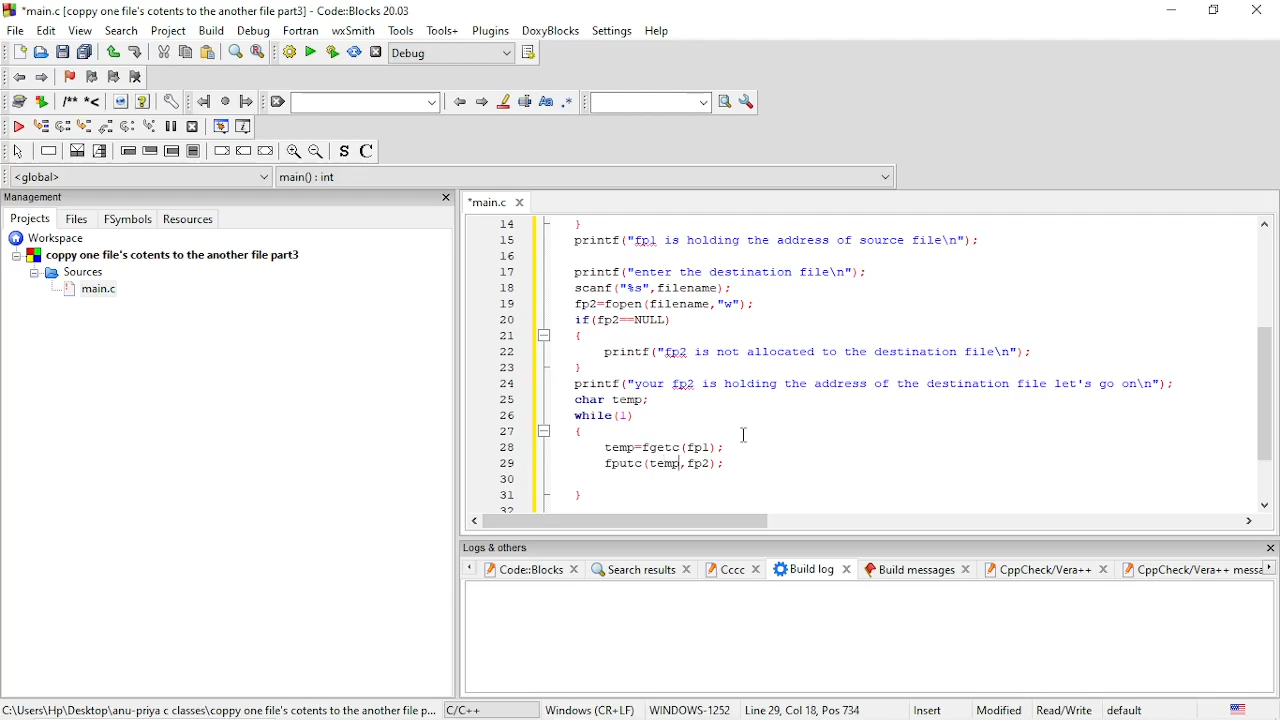 *main.c [coppy one file's cotents to the another file part3] - Code::Blocks 20.03
File Edit View Search Project Build Debug Fortran wxSmith Tools Tools+ Plugins DoxyBlocks Settings Help
Debug
/** *<
S C
<global> main() : int
Management
Projects Files FSymbols Resources
Workspace
coppy one file's cotents to the another file part3
Sources
main.c
*main.c
14 }
15 printf("fp1 is holding the address of source file\n");
16
17 printf("enter the destination file\n");
18 scanf("%s",filename);
19 fp2=fopen(filename,"w");
20 if(fp2==NULL)
21 {
22 printf("fp2 is not allocated to the destination file\n");
23 }
24 printf("your fp2 is holding the address of the destination file let's go on\n");
25 char temp;
26 while(1)
27 {
28 temp=fgetc(fp1);
29 fputc(temp,fp2);
30
31 }
32
Logs & others
Code::Blocks Search results Cccc Build log Build messages CppCheck/Vera++ CppCheck/Vera++ messa
C:\Users\Hp\Desktop\anu-priya c classes\coppy one file's cotents to the another file p... C/C++ Windows (CR+LF) WINDOWS-1252 Line 29, Col 18, Pos 734 Insert Modified Read/Write default